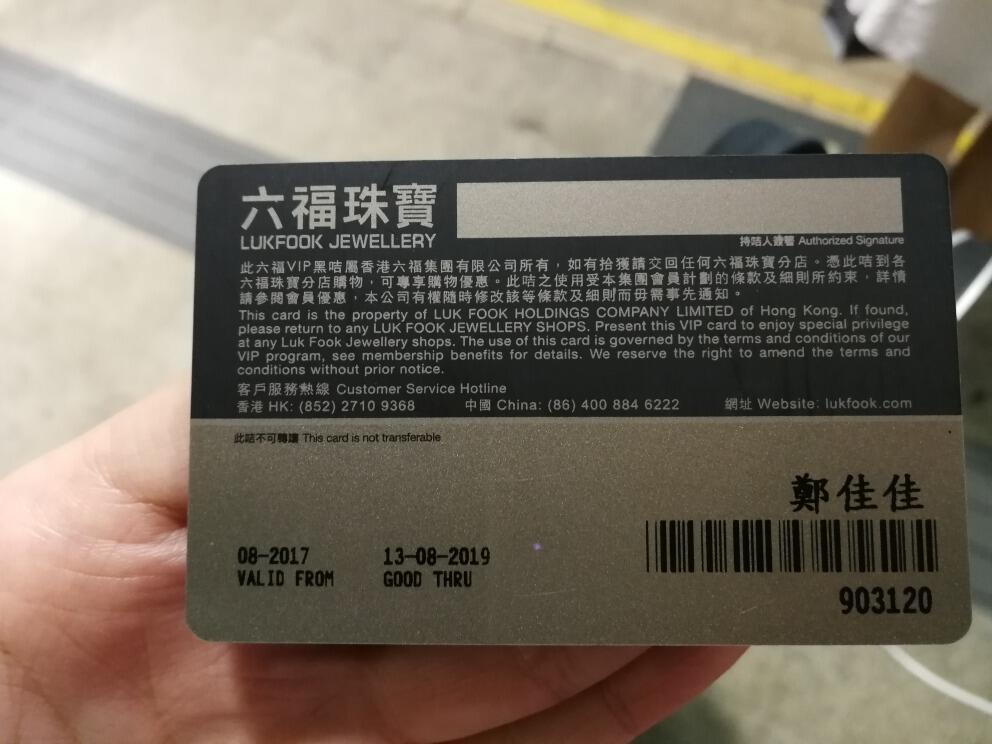 六福珠寶
LUKFOOK JEWELLERY
持咭人簽署 Authorized Signature
此六福VIP黑咭屬香港六福集團有限公司所有，如有拾獲請交回任何六福珠寶分店。憑此咭到各
六福珠寶分店購物，可專享購物優惠。此咭之使用受本集團會員計劃的條款及細則所約束，詳情
請參閱會員優惠，本公司有權隨時修改該等條款及細則而毋需事先通知。
This card is the property of LUK FOOK HOLDINGS COMPANY LIMITED of Hong Kong. If found,
please return to any LUK FOOK JEWELLERY SHOPS. Present this VIP card to enjoy special privilege
at any Luk Fook Jewellery shops. The use of this card is governed by the terms and conditions of our
VIP program, see membership benefits for details. We reserve the right to amend the terms and
conditions without prior notice.
客戶服務熱線 Customer Service Hotline
香港 HK: (852) 2710 9368 中國 China: (86) 400 884 6222 網址 Website: lukfook.com
此咭不可轉讓 This card is not transferable
鄭佳佳
08-2017 13-08-2019
VALID FROM GOOD THRU
903120